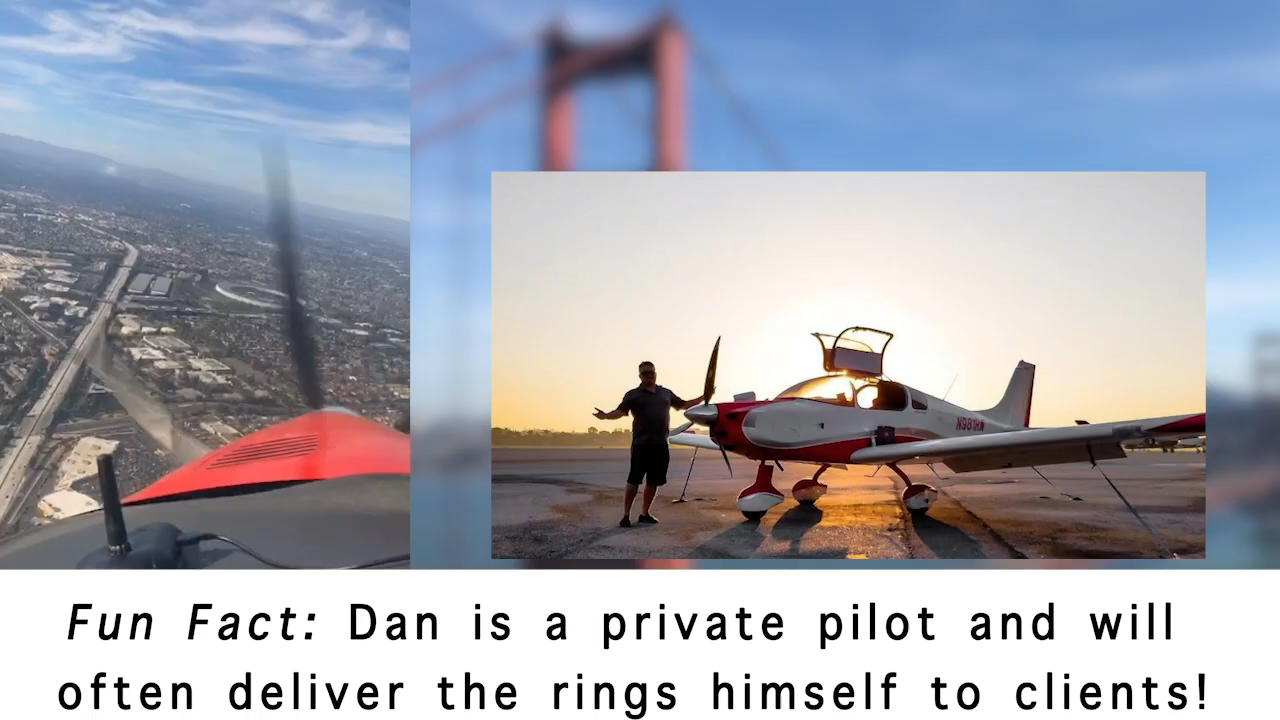 Fun Fact: Dan is a private pilot and will
often deliver the rings himself to clients!